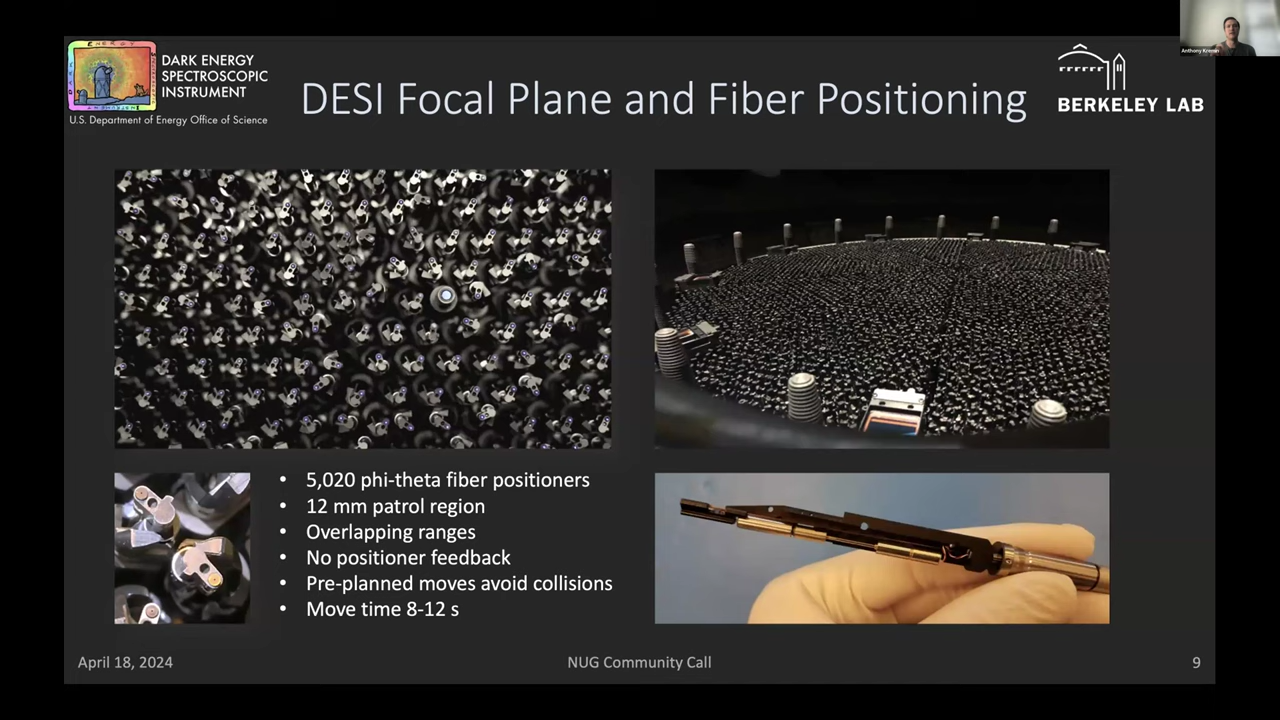 Anthony Kremin
DARK ENERGY
SPECTROSCOPIC
INSTRUMENT
U.S. Department of Energy Office of Science
DESI Focal Plane and Fiber Positioning
BERKELEY LAB
• 5,020 phi-theta fiber positioners
• 12 mm patrol region
• Overlapping ranges
• No positioner feedback
• Pre-planned moves avoid collisions
• Move time 8-12 s
April 18, 2024
NUG Community Call
9